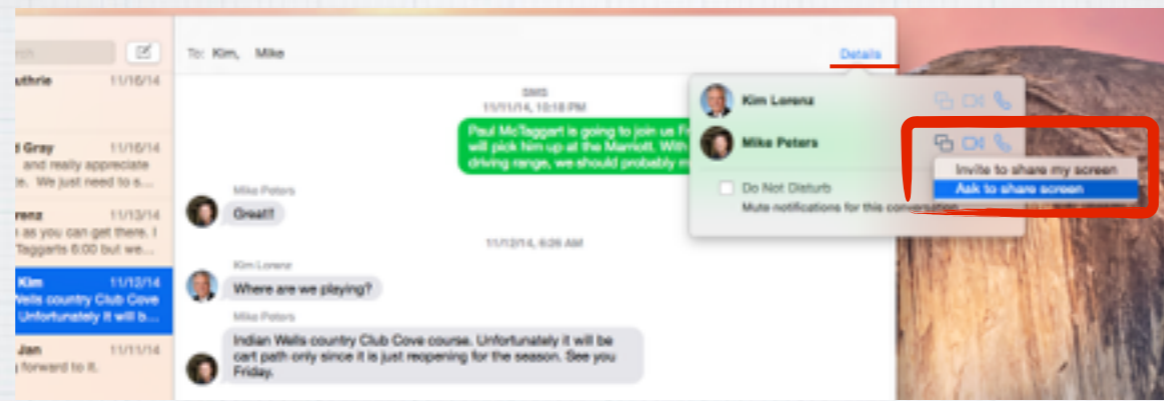 uthrie 11/16/14
d Gray 11/16/14
and really appreciate
e. We just need to s...
renz 11/13/14
as you can get there. I
Taggarts 6:00 but we...
Kim 11/12/14
Wells country Club Cove
Unfortunately it will b...
Jan 11/11/14
forward to it.
To: Kim, Mike
Details
SMS
11/11/14, 10:18 PM
Paul McTaggart is going to join us Fr
will pick him up at the Marriott. With
driving range, we should probably m
Mike Peters
Great!!
11/12/14, 6:26 AM
Kim Lorenz
Where are we playing?
Mike Peters
Indian Wells country Club Cove course. Unfortunately it will be
cart path only since it is just reopening for the season. See you
Friday.
Kim Lorenz
Mike Peters
Invite to share my screen
Ask to share screen
Do Not Disturb
Mute notifications for this conversation